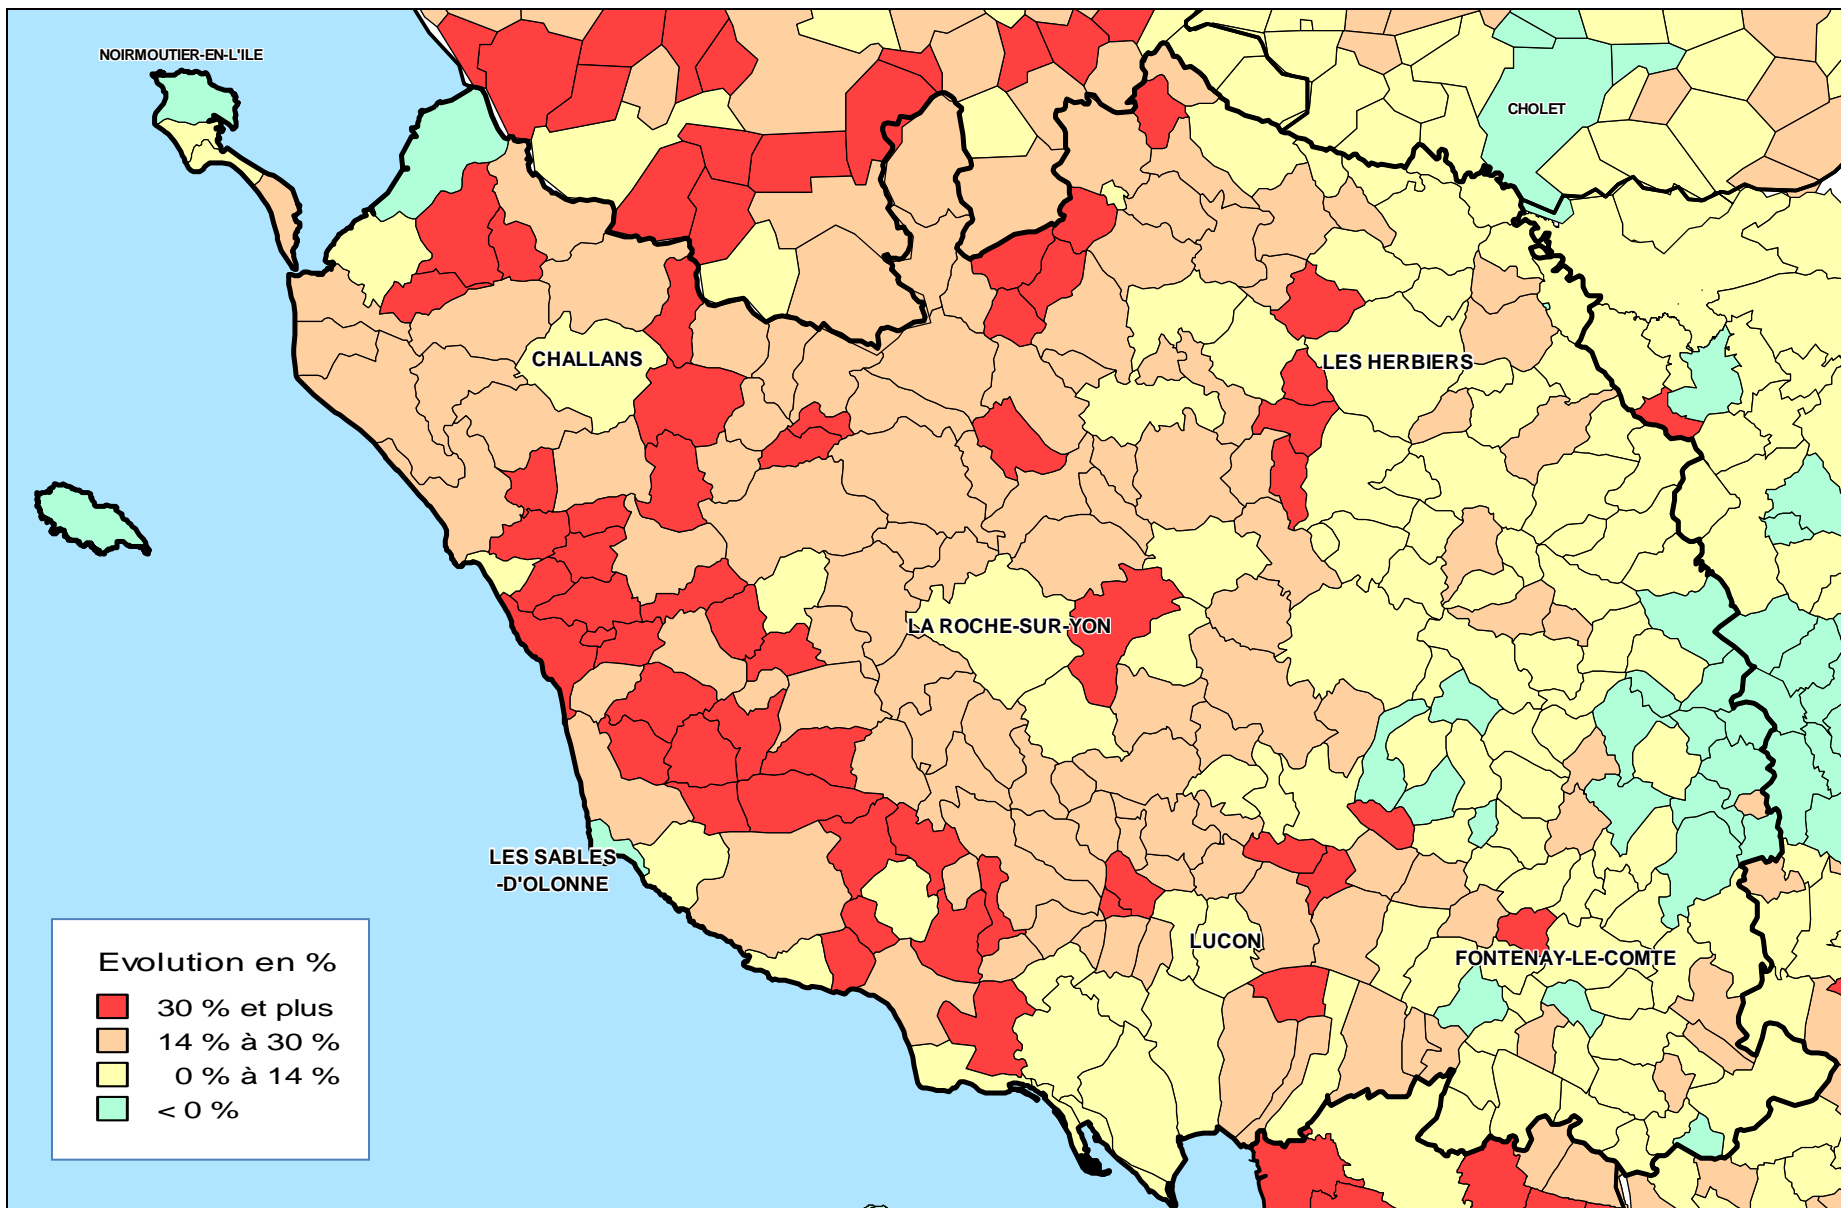 NOIRMOUTIER-EN-L'ILE
CHOLET
CHALLANS
LES HERBIERS
LA ROCHE-SUR-YON
LES SABLES
-D'OLONNE
LUCON
FONTENAY-LE-COMTE
Evolution en %
30 % et plus
14 % à 30 %
0 % à 14 %
< 0 %